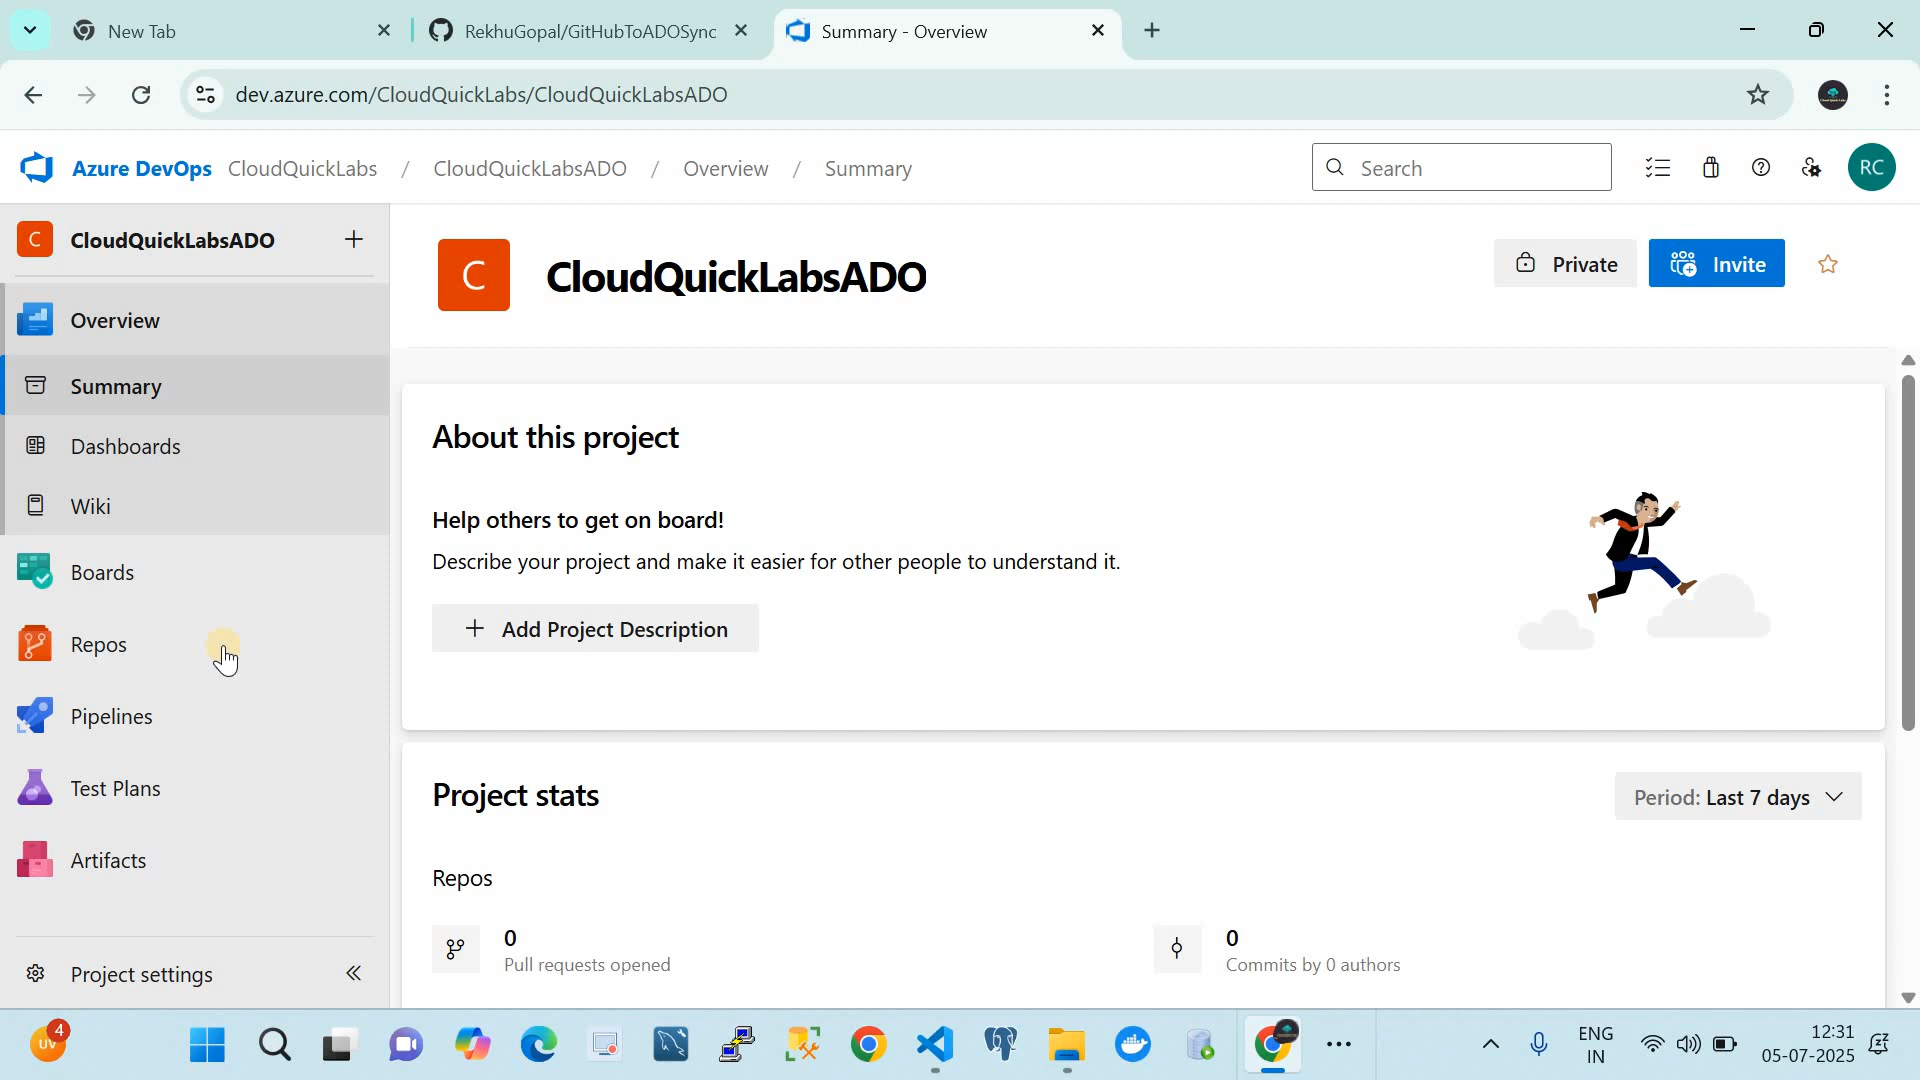 New Tab
RekhuGopal/GitHubToADOSync
Summary - Overview
dev.azure.com/CloudQuickLabs/CloudQuickLabsADO
Azure DevOps CloudQuickLabs / CloudQuickLabsADO / Overview / Summary
Search
RC
C CloudQuickLabsADO
Overview
Summary
Dashboards
Wiki
Boards
Repos
Pipelines
Test Plans
Artifacts
Project settings
C CloudQuickLabsADO
Private
Invite
About this project
Help others to get on board!
Describe your project and make it easier for other people to understand it.
Add Project Description
Project stats
Period: Last 7 days
Repos
0
Pull requests opened
0
Commits by 0 authors
UV 4
ENG
IN
12:31
05-07-2025